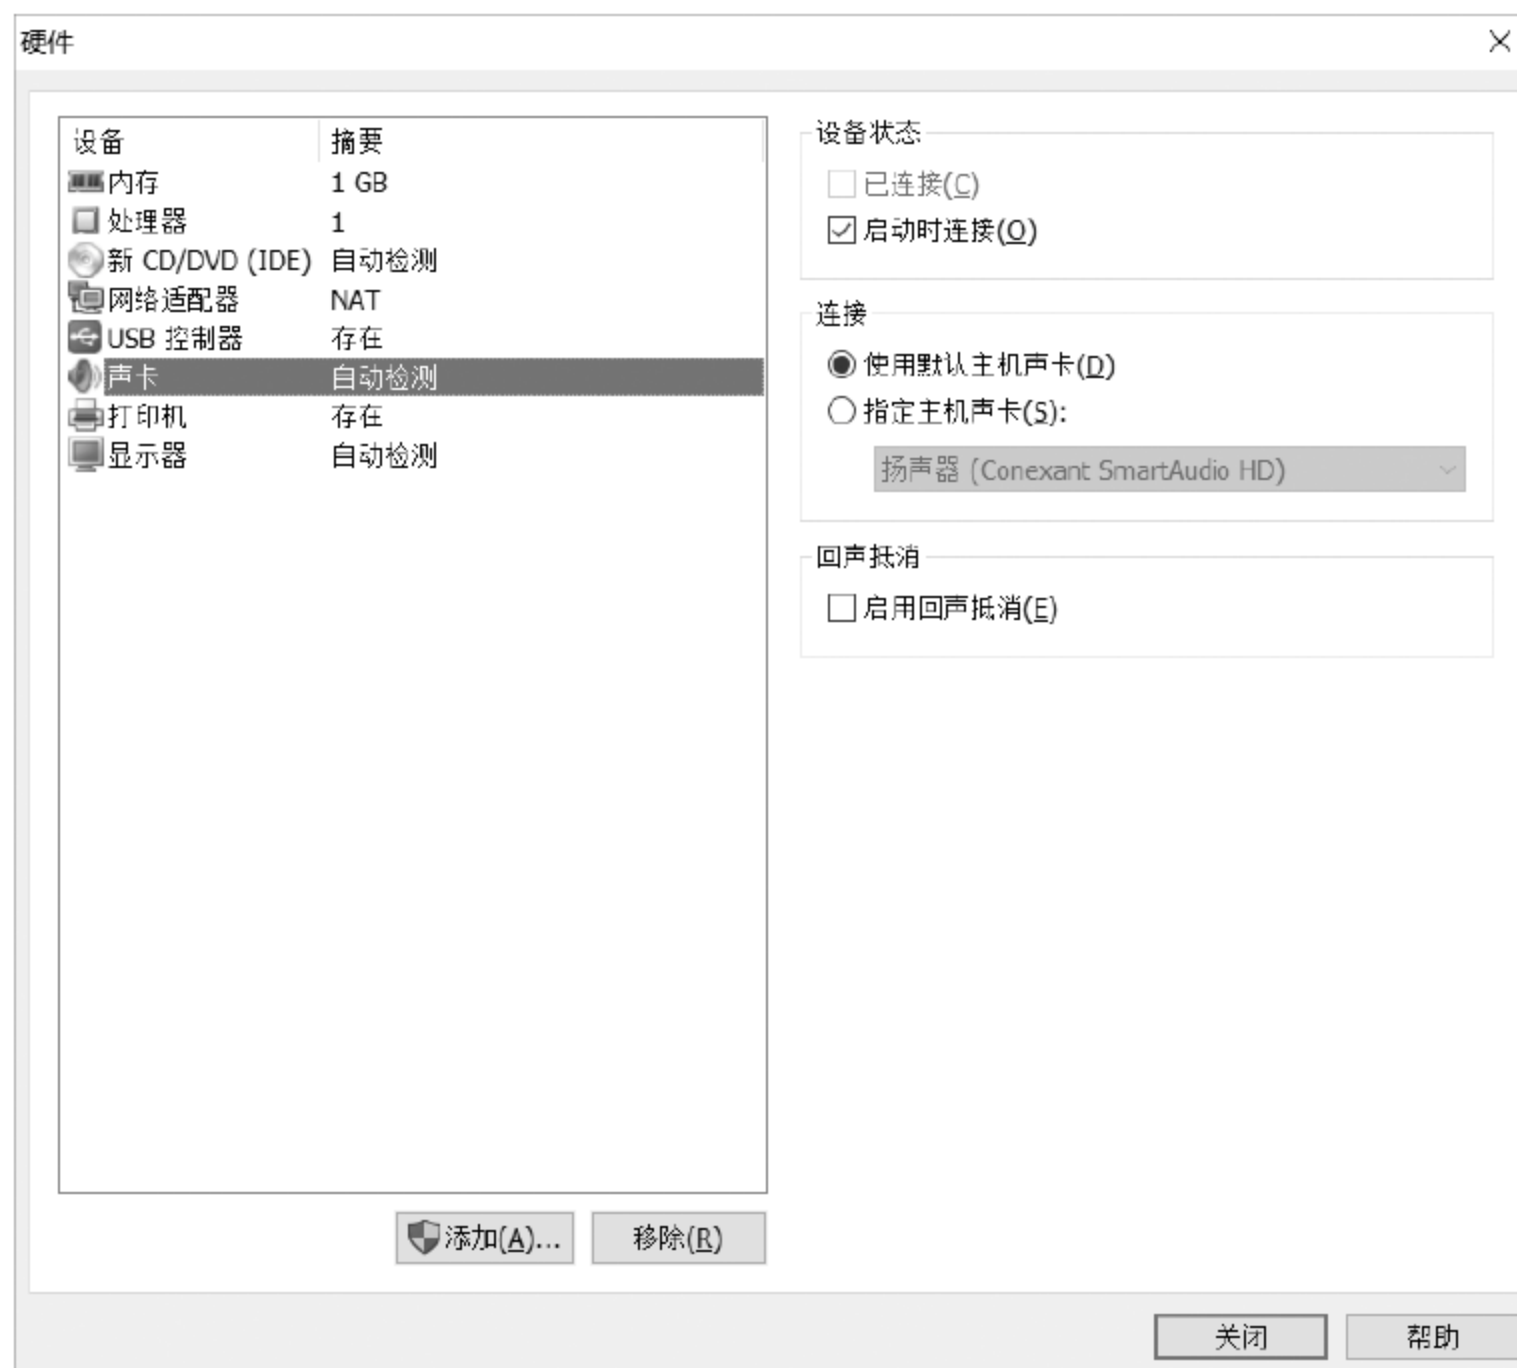 硬件
设备 摘要
内存 1 GB
处理器 1
新 CD/DVD (IDE) 自动检测
网络适配器 NAT
USB 控制器 存在
声卡 自动检测
打印机 存在
显示器 自动检测
添加(A)... 移除(R)
设备状态
已连接(C)
启动时连接(O)
连接
使用默认主机声卡(D)
指定主机声卡(S):
扬声器 (Conexant SmartAudio HD)
回声抵消
启用回声抵消(E)
关闭 帮助